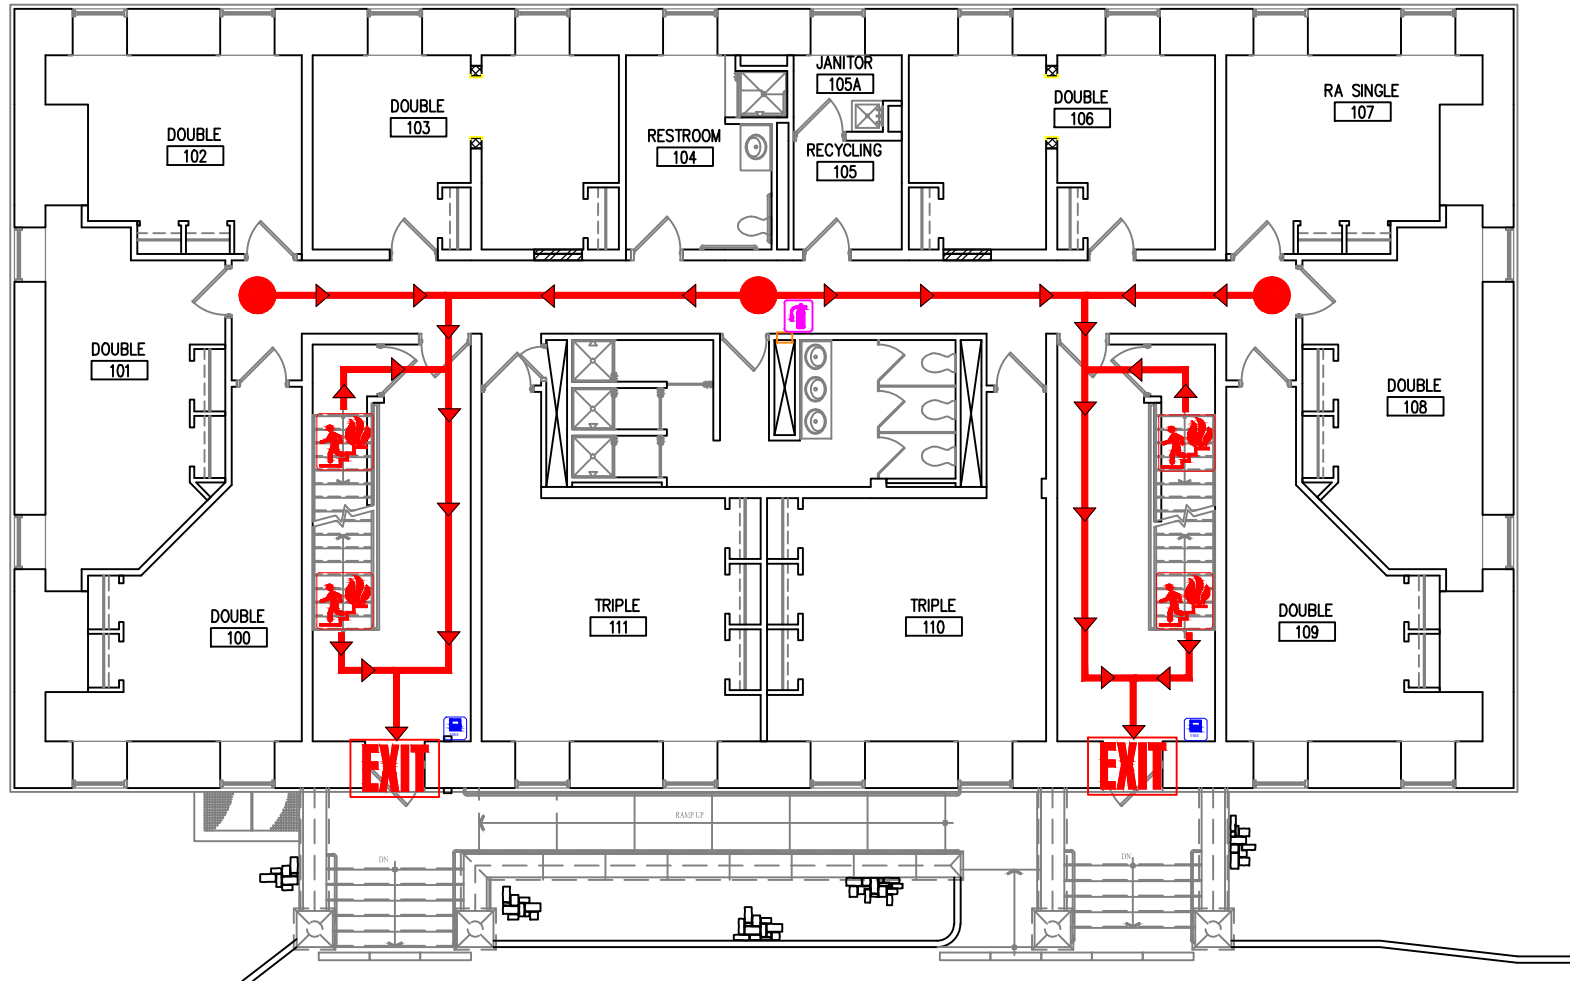 JANITOR
105A
DOUBLE
103
DOUBLE
106
RA SINGLE
107
DOUBLE
102
RESTROOM
104
RECYCLING
105
DOUBLE
101
DOUBLE
108
DOUBLE
100
TRIPLE
111
TRIPLE
110
DOUBLE
109
EXIT
EXIT
RAMP UP
DN
DN